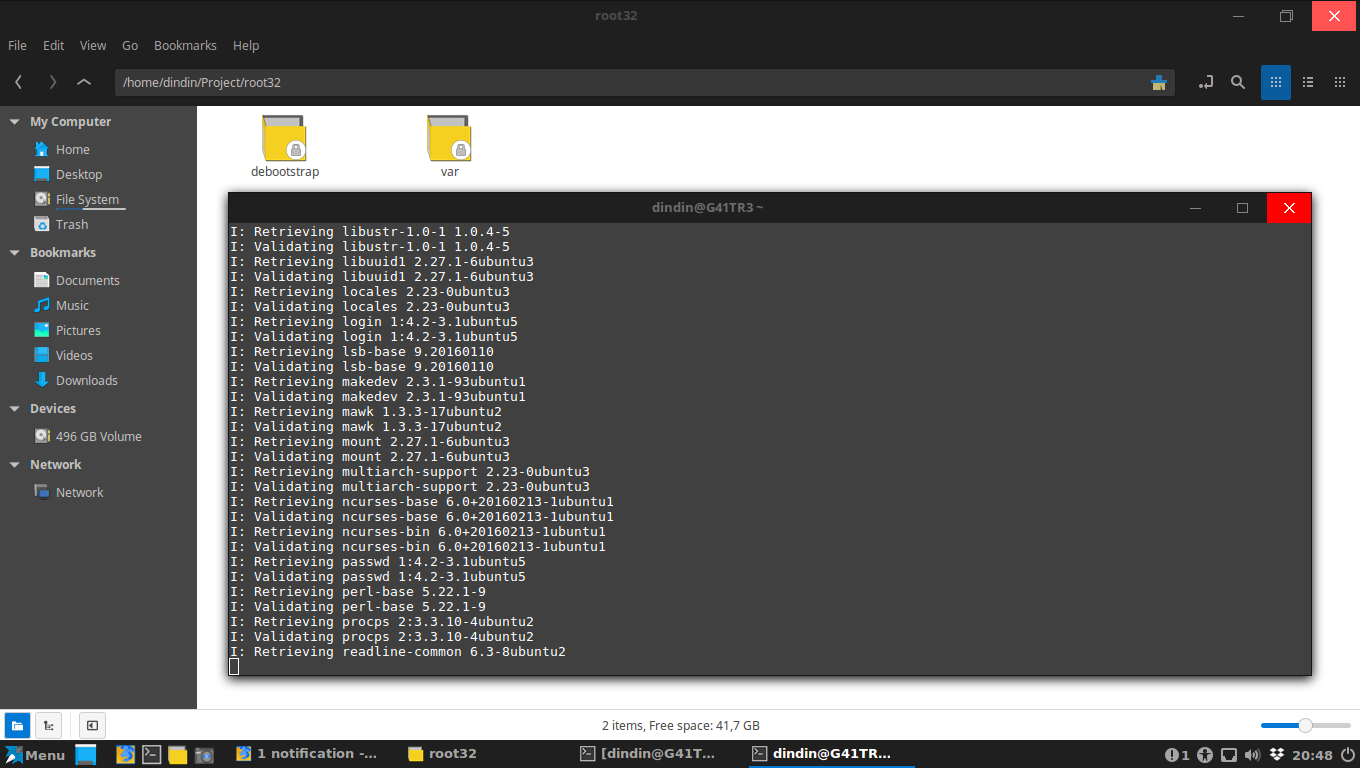 root32
File Edit View Go Bookmarks Help
/home/dindin/Project/root32
My Computer
Home
Desktop
File System
Trash
Bookmarks
Documents
Music
Pictures
Videos
Downloads
Devices
496 GB Volume
Network
Network
debootstrap
var
dindin@G41TR3 ~
I: Retrieving libustr-1.0-1 1.0.4-5
I: Validating libustr-1.0-1 1.0.4-5
I: Retrieving libuuid1 2.27.1-6ubuntu3
I: Validating libuuid1 2.27.1-6ubuntu3
I: Retrieving locales 2.23-0ubuntu3
I: Validating locales 2.23-0ubuntu3
I: Retrieving login 1:4.2-3.1ubuntu5
I: Validating login 1:4.2-3.1ubuntu5
I: Retrieving lsb-base 9.20160110
I: Validating lsb-base 9.20160110
I: Retrieving makedev 2.3.1-93ubuntu1
I: Validating makedev 2.3.1-93ubuntu1
I: Retrieving mawk 1.3.3-17ubuntu2
I: Validating mawk 1.3.3-17ubuntu2
I: Retrieving mount 2.27.1-6ubuntu3
I: Validating mount 2.27.1-6ubuntu3
I: Retrieving multiarch-support 2.23-0ubuntu3
I: Validating multiarch-support 2.23-0ubuntu3
I: Retrieving ncurses-base 6.0+20160213-1ubuntu1
I: Validating ncurses-base 6.0+20160213-1ubuntu1
I: Retrieving ncurses-bin 6.0+20160213-1ubuntu1
I: Validating ncurses-bin 6.0+20160213-1ubuntu1
I: Retrieving passwd 1:4.2-3.1ubuntu5
I: Validating passwd 1:4.2-3.1ubuntu5
I: Retrieving perl-base 5.22.1-9
I: Validating perl-base 5.22.1-9
I: Retrieving procps 2:3.3.10-4ubuntu2
I: Validating procps 2:3.3.10-4ubuntu2
I: Retrieving readline-common 6.3-8ubuntu2
2 items, Free space: 41,7 GB
Menu 1 notification -... root32 [dindin@G41T... dindin@G41TR... 1 20:48